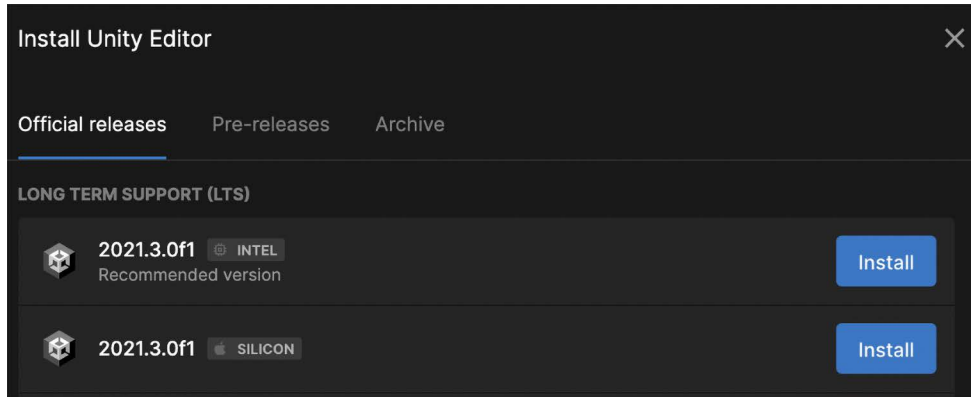 Install Unity Editor
Official releases Pre-releases Archive
LONG TERM SUPPORT (LTS)
2021.3.0f1 INTEL
Recommended version
Install
2021.3.0f1 SILICON
Install